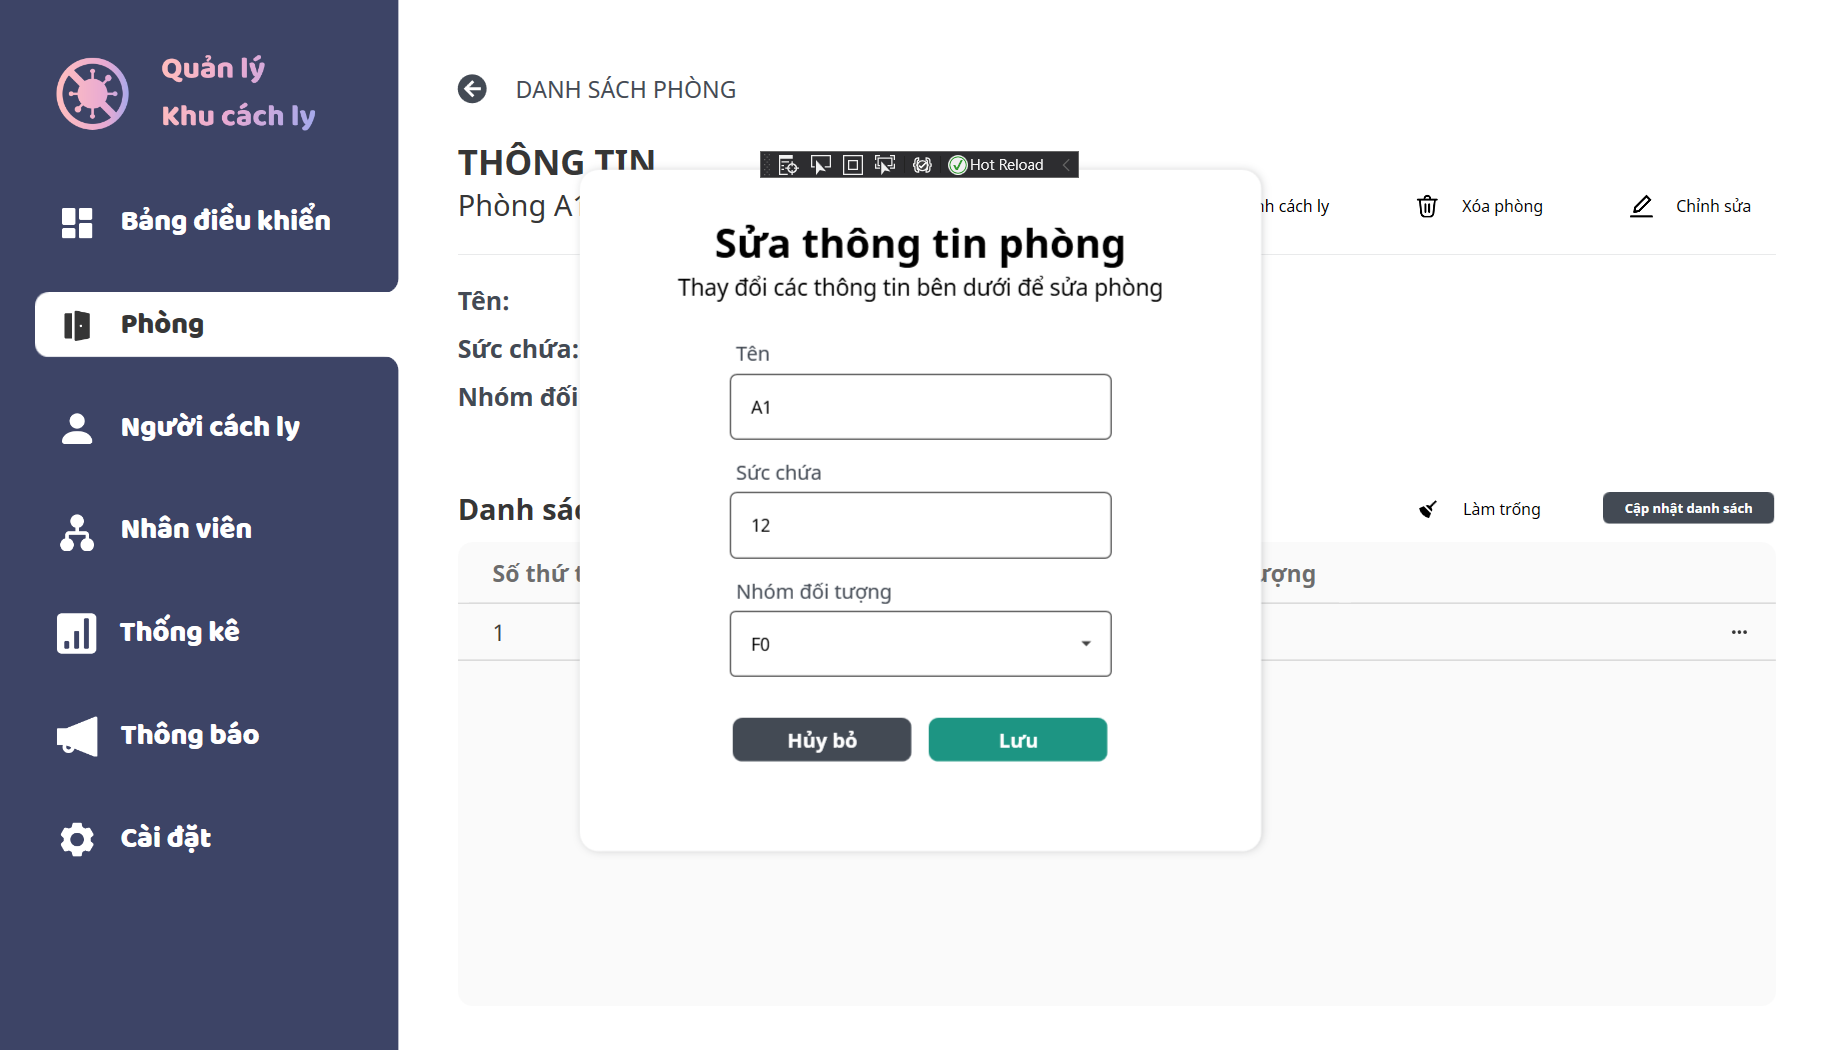 Quản lý
Khu cách ly
Bảng điều khiển
Phòng
Người cách ly
Nhân viên
Thống kê
Thông báo
Cài đặt
DANH SÁCH PHÒNG
THÔNG TIN
Phòng A1
Hot Reload
cách ly
Xóa phòng
Chỉnh sửa
Tên:
Sức chứa:
Nhóm đối
Sửa thông tin phòng
Thay đổi các thông tin bên dưới để sửa phòng
Tên
A1
Sức chứa
12
Nhóm đối tượng
F0
Hủy bỏ
Lưu
Danh
Làm trống
Cập nhật danh sách
Số thứ
1